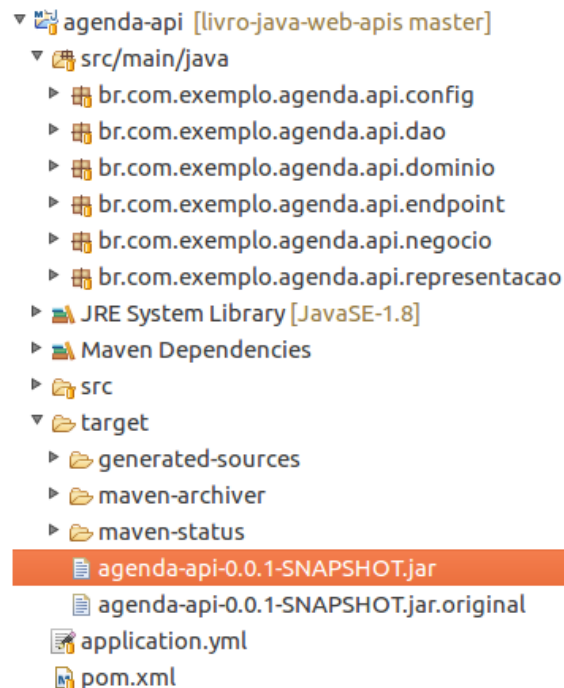 agenda-api [livro-java-web-apis master]
src/main/java
br.com.exemplo.agenda.api.config
br.com.exemplo.agenda.api.dao
br.com.exemplo.agenda.api.dominio
br.com.exemplo.agenda.api.endpoint
br.com.exemplo.agenda.api.negocio
br.com.exemplo.agenda.api.representacao
JRE System Library [JavaSE-1.8]
Maven Dependencies
src
target
generated-sources
maven-archiver
maven-status
agenda-api-0.0.1-SNAPSHOT.jar
agenda-api-0.0.1-SNAPSHOT.jar.original
application.yml
pom.xml